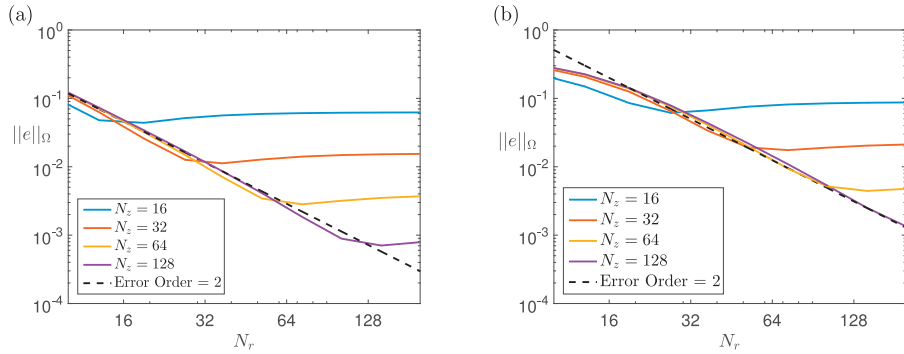 (a)
10^0
10^-1
||e||_Ω
10^-2
10^-3
10^-4
N_z = 16
N_z = 32
N_z = 64
N_z = 128
Error Order = 2
16 32 64 128
N_r
(b)
10^0
10^-1
||e||_Ω
10^-2
10^-3
10^-4
N_z = 16
N_z = 32
N_z = 64
N_z = 128
Error Order = 2
16 32 64 128
N_r